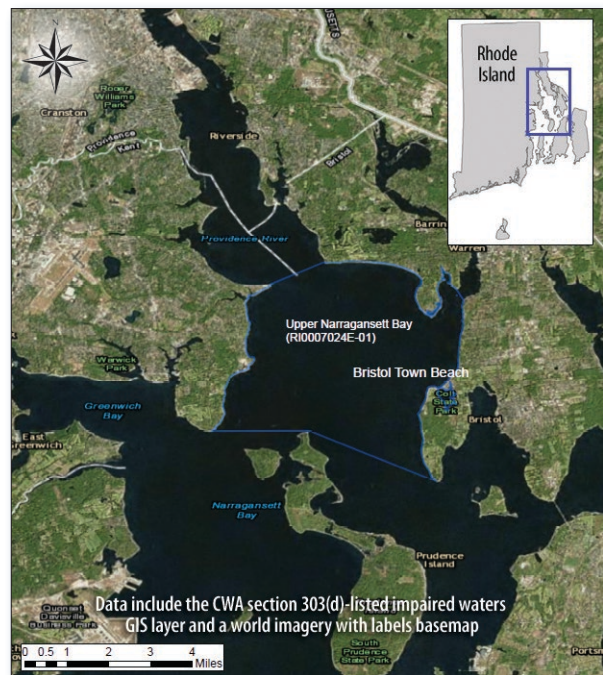 Rhode
Island
Roger
Williams
Park
Cranston
Providence
Kent
Riverside
Bristol
Providence River
Warren
Upper Narragansett Bay
(RI0007024E-01)
Warwick
Park
Bristol Town Beach
Colt
State
Park
Bristol
Greenwich
Bay
East
Greenwich
Narragansett
Bay
Prudence
Island
Data include the CWA section 303(d)-listed impaired waters
GIS layer and a world imagery with labels basemap
Quonset
Davisville
Business Park
South
Prudence
State Park
0 0.5 1 2 3 4
Miles